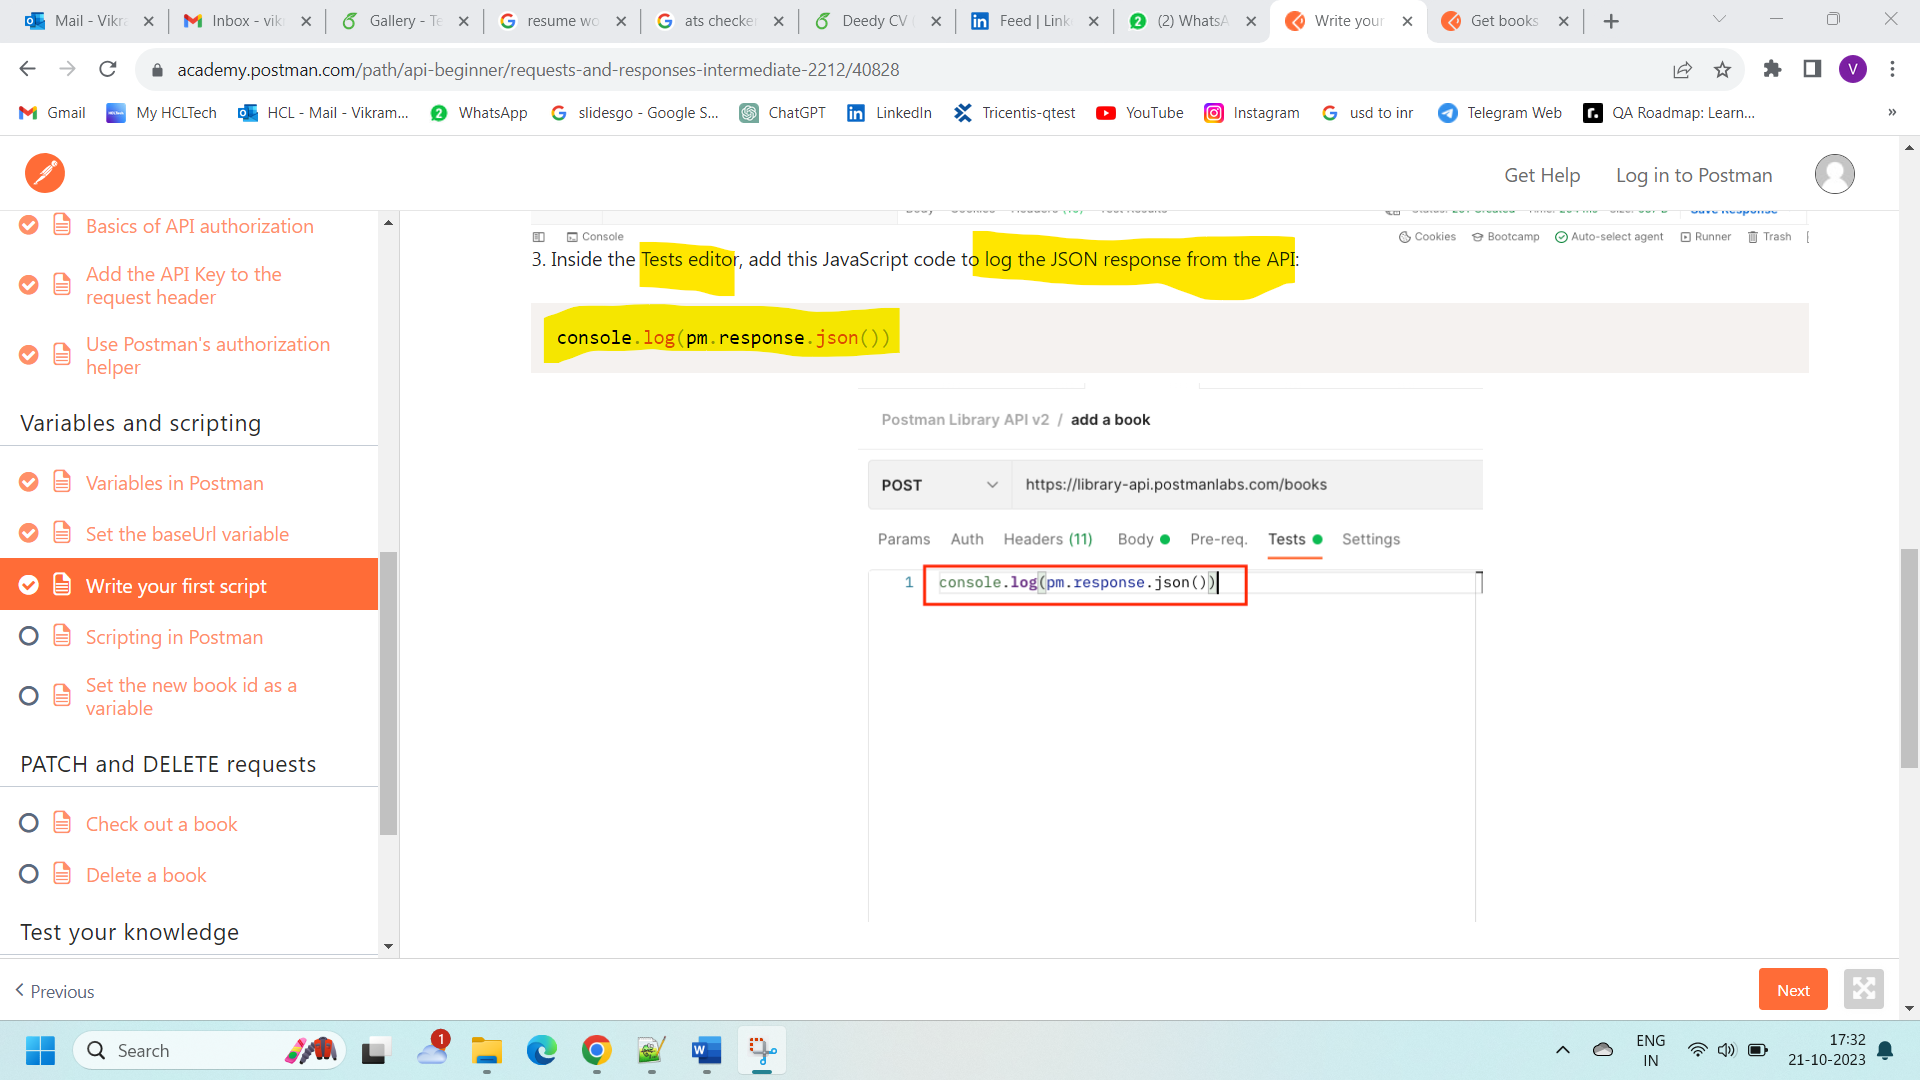 Mail - Vikra
Inbox - vik
Gallery - Te
resume wo
ats checke
Deedy CV
Feed | Link
(2) WhatsA
Write your
Get books
academy.postman.com/path/api-beginner/requests-and-responses-intermediate-2212/40828
V
Gmail
My HCLTech
HCL - Mail - Vikram...
WhatsApp
slidesgo - Google S...
ChatGPT
LinkedIn
Tricentis-qtest
YouTube
Instagram
usd to inr
Telegram Web
QA Roadmap: Learn...
»
Get Help
Log in to Postman
Basics of API authorization
Add the API Key to the
request header
Use Postman's authorization
helper
Variables and scripting
Variables in Postman
Set the baseUrl variable
Write your first script
Scripting in Postman
Set the new book id as a
variable
PATCH and DELETE requests
Check out a book
Delete a book
Test your knowledge
Console
Cookies
Bootcamp
Auto-select agent
Runner
Trash
3. Inside the Tests editor, add this JavaScript code to log the JSON response from the API:
console.log(pm.response.json())
Postman Library API v2 / add a book
POST
https://library-api.postmanlabs.com/books
Params Auth Headers (11) Body Pre-req. Tests Settings
1 console.log(pm.response.json())
Previous
Next
Search
1
ENG
IN
17:32
21-10-2023